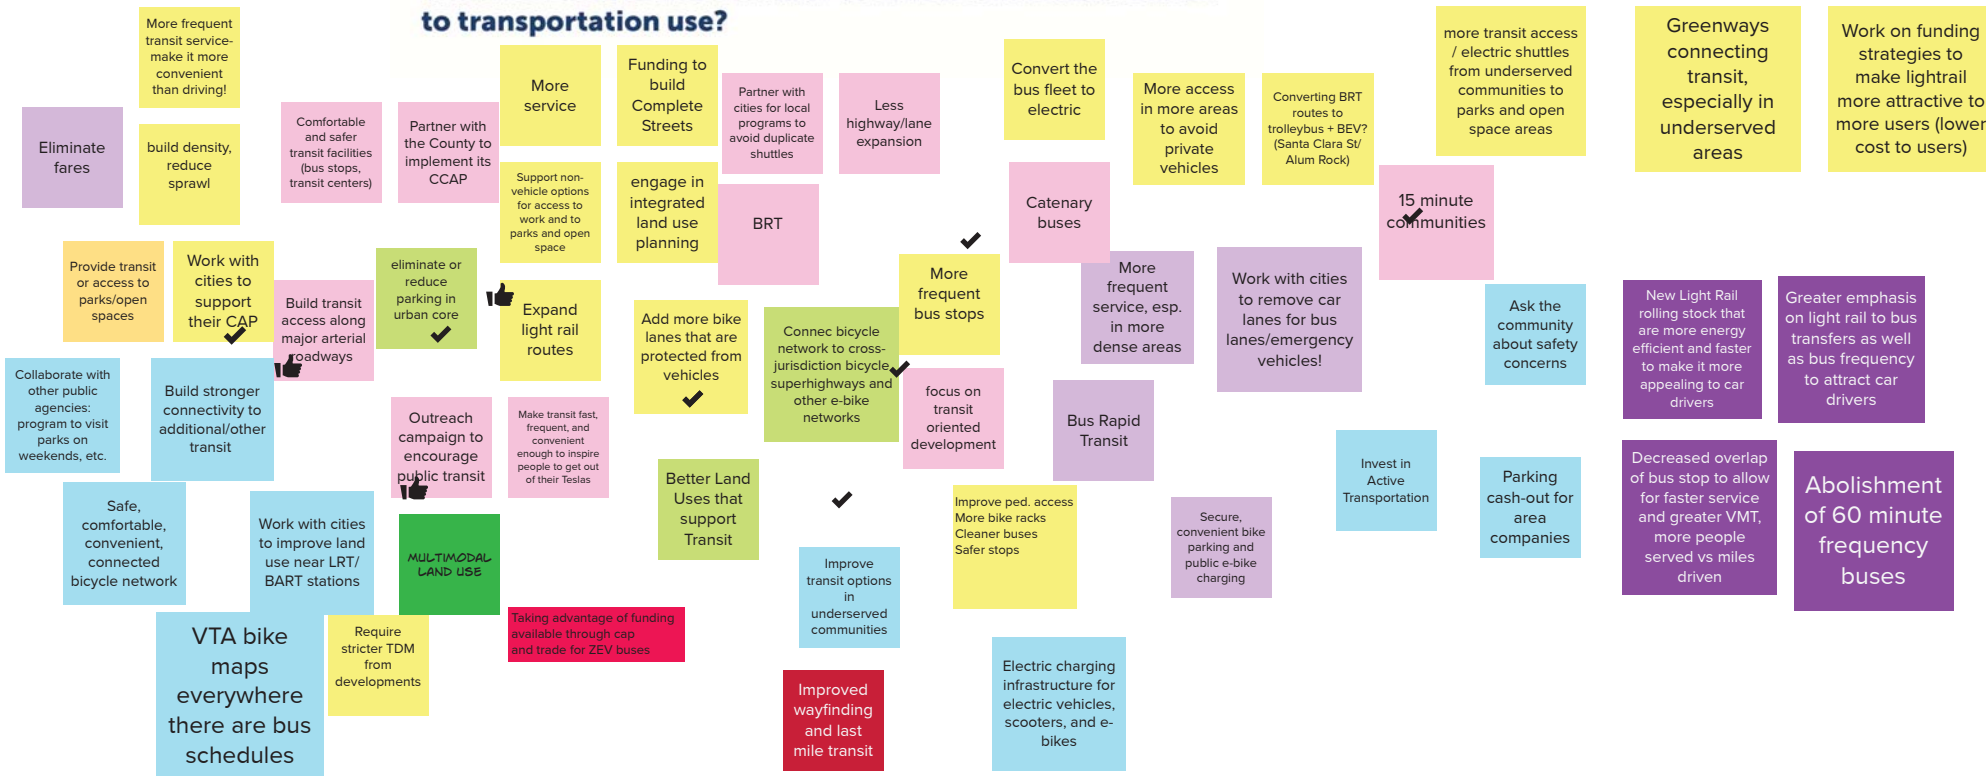 to transportation use?
More frequent
transit service-
make it more
convenient
than driving!
Eliminate
fares
build density,
reduce
sprawl
Comfortable
and safer
transit facilities
(bus stops,
transit centers)
Partner with
the County to
implement its
CCAP
More
service
Funding to
build
Complete
Streets
Partner with
cities for local
programs to
avoid duplicate
shuttles
Less
highway/lane
expansion
Convert the
bus fleet to
electric
More access
in more areas
to avoid
private
vehicles
Converting BRT
routes to
trolleybus + BEV?
(Santa Clara St/
Alum Rock)
more transit access
/ electric shuttles
from underserved
communities to
parks and open
space areas
Greenways
connecting
transit,
especially in
underserved
areas
Work on funding
strategies to
make lightrail
more attractive to
more users (lower
cost to users)
Support non-
vehicle options
for access to
work and to
parks and open
space
engage in
integrated
land use
planning
BRT
Catenary
buses
15 minute
communities
Provide transit
or access to
parks/open
spaces
Work with
cities to
support
their CAP
Build transit
access along
major arterial
roadways
eliminate or
reduce
parking in
urban core
Expand
light rail
routes
Add more bike
lanes that are
protected from
vehicles
Connec bicycle
network to cross-
jurisdiction bicycle
superhighways and
other e-bike
networks
More
frequent
bus stops
More
frequent
service, esp.
in more
dense areas
Work with cities
to remove car
lanes for bus
lanes/emergency
vehicles!
Ask the
community
about safety
concerns
New Light Rail
rolling stock that
are more energy
efficient and faster
to make it more
appealing to car
drivers
Greater emphasis
on light rail to bus
transfers as well
as bus frequency
to attract car
drivers
Collaborate with
other public
agencies:
program to visit
parks on
weekends, etc.
Build stronger
connectivity to
additional/other
transit
Outreach
campaign to
encourage
public transit
Make transit fast,
frequent, and
convenient
enough to inspire
people to get out
of their Teslas
focus on
transit
oriented
development
Bus Rapid
Transit
Invest in
Active
Transportation
Parking
cash-out for
area
companies
Decreased overlap
of bus stop to allow
for faster service
and greater VMT,
more people
served vs miles
driven
Abolishment
of 60 minute
frequency
buses
Safe,
comfortable,
convenient,
connected
bicycle network
Work with cities
to improve land
use near LRT/
BART stations
MULTIMODAL
LAND USE
Better Land
Uses that
support
Transit
Improve ped. access
More bike racks
Cleaner buses
Safer stops
Secure,
convenient bike
parking and
public e-bike
charging
Improve
transit options
in
underserved
communities
VTA bike
maps
everywhere
there are bus
schedules
Require
stricter TDM
from
developments
Taking advantage of funding
available through cap
and trade for ZEV buses
Improved
wayfinding
and last
mile transit
Electric charging
infrastructure for
electric vehicles,
scooters, and e-
bikes